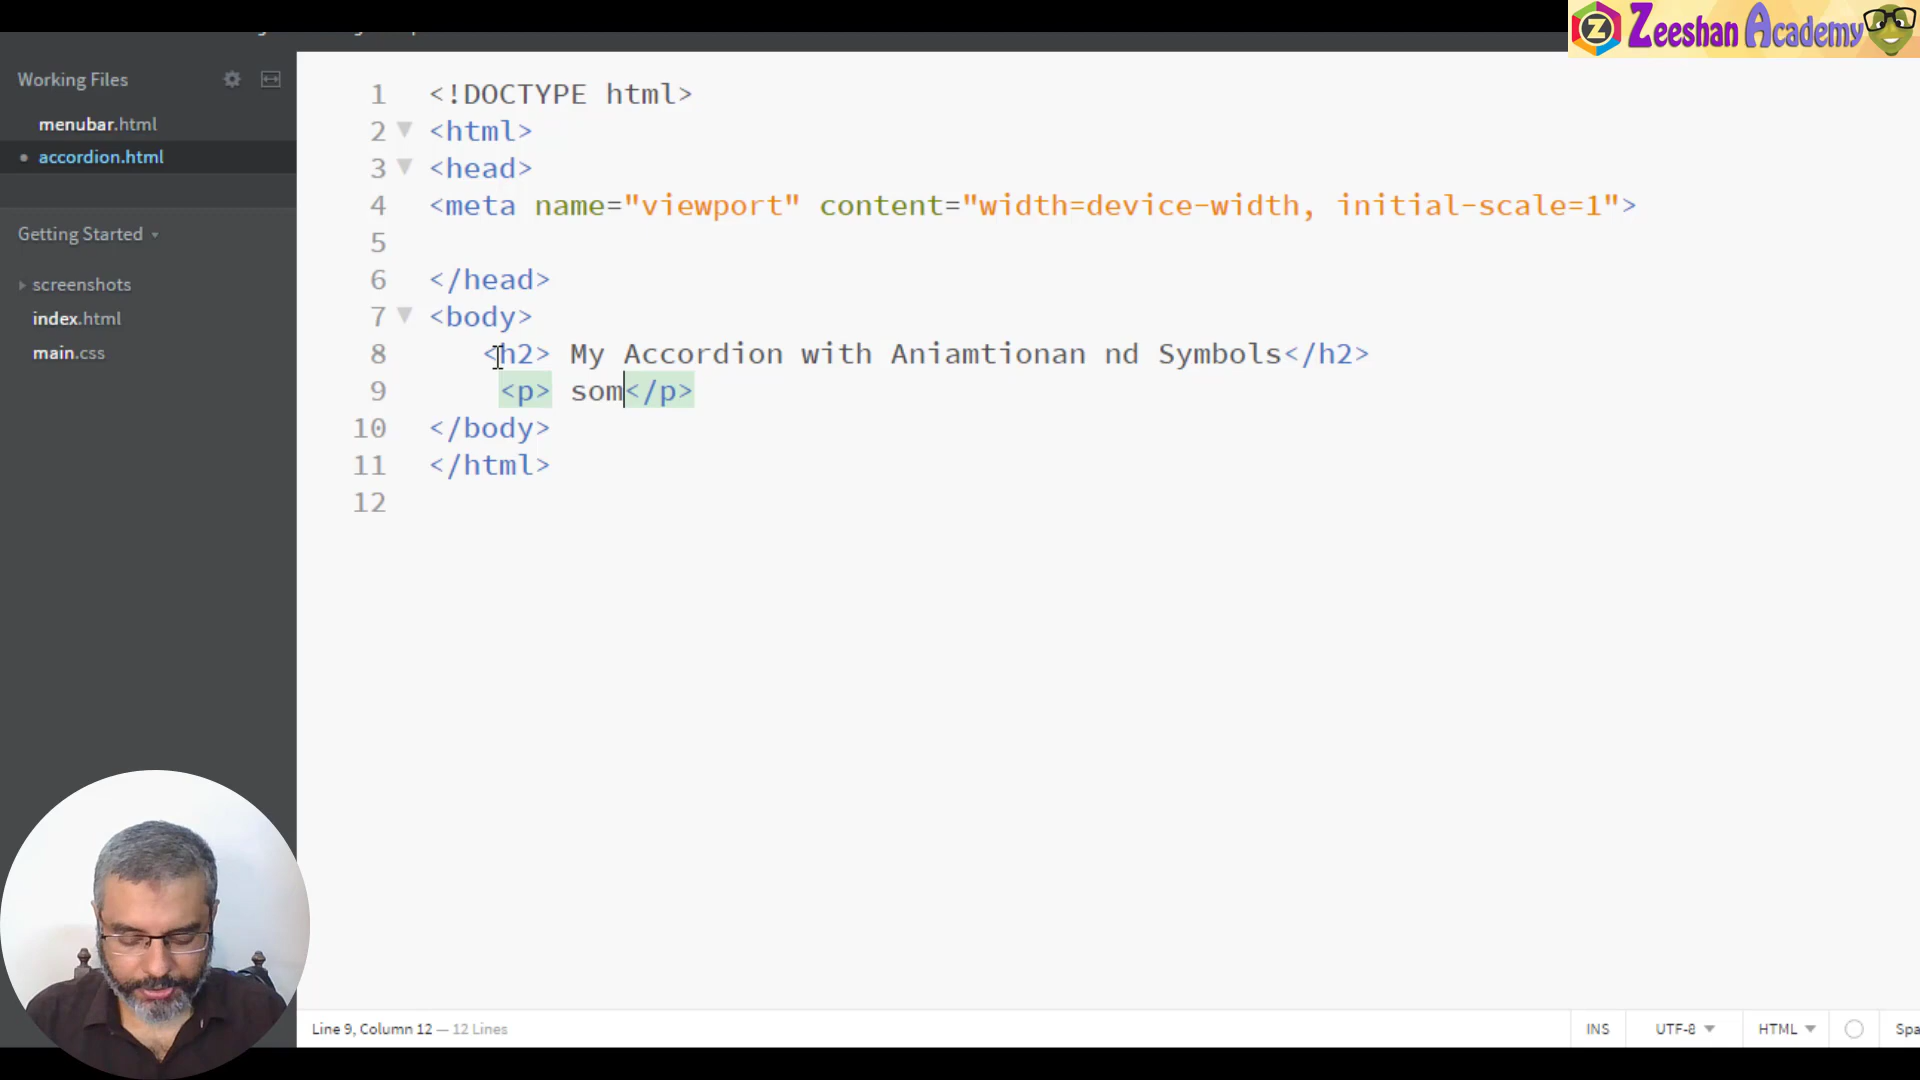 Zeeshan Academy
Working Files
menubar.html
accordion.html
Getting Started
screenshots
index.html
main.css
1 <!DOCTYPE html>
2 <html>
3 <head>
4 <meta name="viewport" content="width=device-width, initial-scale=1">
5
6 </head>
7 <body>
8 <h2> My Accordion with Aniamtionan nd Symbols</h2>
9 <p> som</p>
10 </body>
11 </html>
12
Line 9, Column 12 — 12 Lines
INS UTF-8 HTML Spa